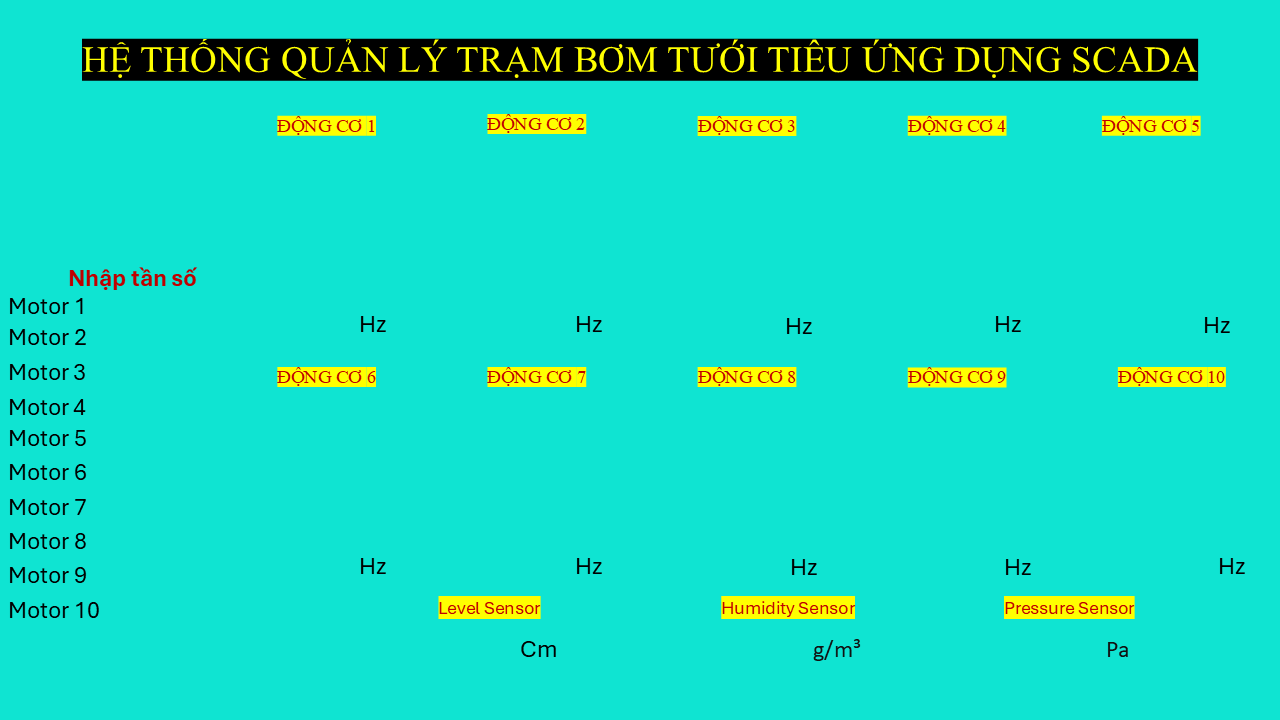 HỆ THỐNG QUẢN LÝ TRẠM BƠM TƯỚI TIÊU ỨNG DỤNG SCADA
ĐỘNG CƠ 1
ĐỘNG CƠ 2
ĐỘNG CƠ 3
ĐỘNG CƠ 4
ĐỘNG CƠ 5
Nhập tần số
Motor 1
Motor 2
Motor 3
Motor 4
Motor 5
Motor 6
Motor 7
Motor 8
Motor 9
Motor 10
Hz
Hz
Hz
Hz
Hz
ĐỘNG CƠ 6
ĐỘNG CƠ 7
ĐỘNG CƠ 8
ĐỘNG CƠ 9
ĐỘNG CƠ 10
Hz
Hz
Hz
Hz
Hz
Level Sensor
Humidity Sensor
Pressure Sensor
Cm
g/m³
Pa